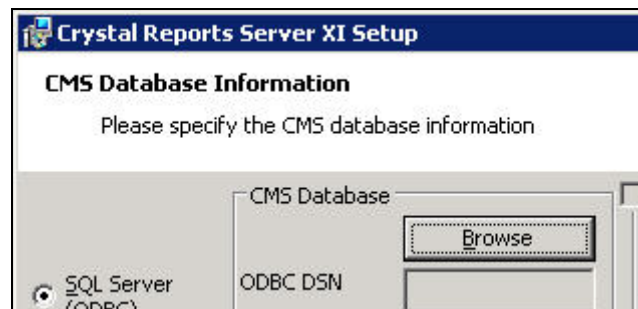 Crystal Reports Server XI Setup
CMS Database Information
Please specify the CMS database information
CMS Database
Browse
SQL Server
ODBC DSN
(ODBC)